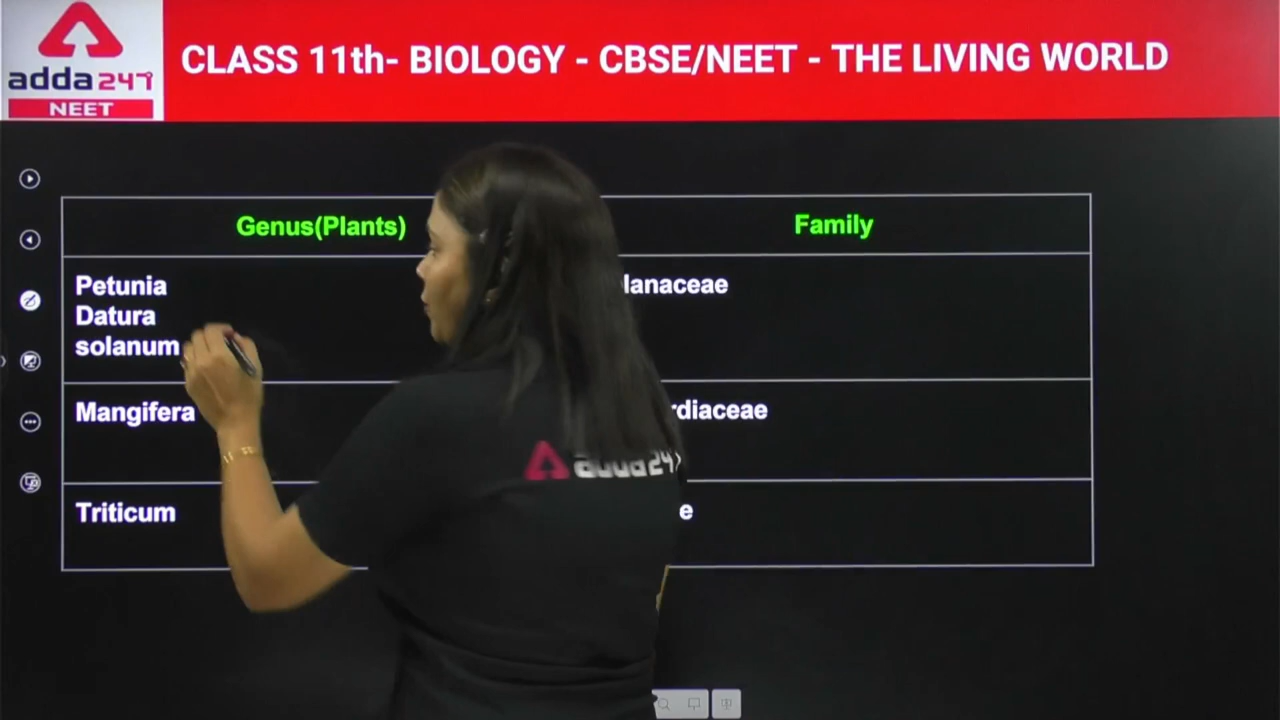 CLASS 11th- BIOLOGY - CBSE/NEET - THE LIVING WORLD
adda247
NEET
Genus(Plants) Family
Petunia lanaceae
Datura
solanum
Mangifera rdiaceae
Triticum e
adda247